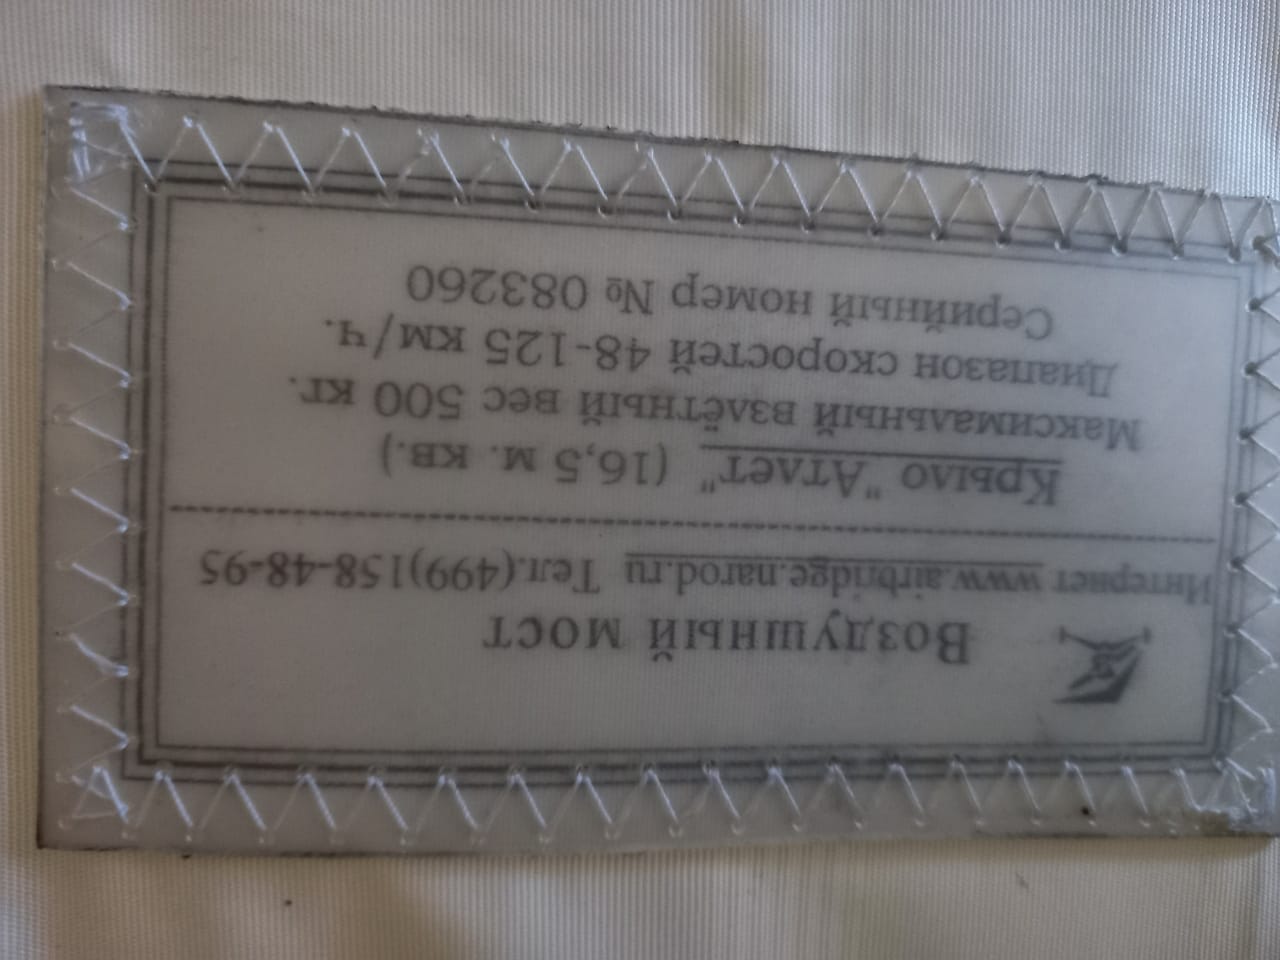 Воздушный мост
Интернет www.airbridge.narod.ru Тел.(499)158-48-95
Крыло "Атлет" (16,5 м. кв.)
Максимальный взлётный вес 500 кг.
Диапазон скоростей 48-125 км/ч.
Серийный номер № 083260